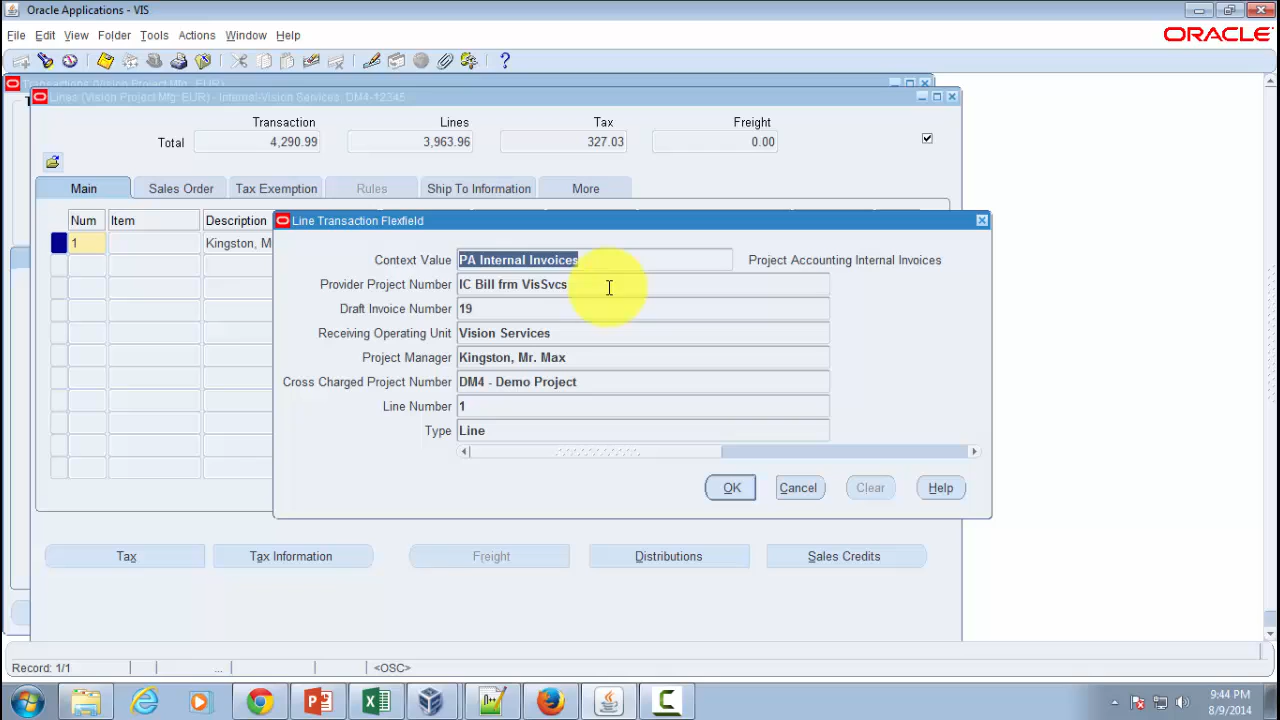 Oracle Applications - VIS
File Edit View Folder Tools Actions Window Help
ORACLE
Transactions (Vision Project Mfg: EUR)
Lines (Vision Project Mfg: EUR) - Internet-Vision Services, DM4-12345
Transaction Lines Tax Freight
Total 4,290.99 3,963.96 327.03 0.00
Main Sales Order Tax Exemption Rules Ship To Information More
Num Item Description
1 Kingston, M
Line Transaction Flexfield
Context Value PA Internal Invoices Project Accounting Internal Invoices
Provider Project Number IC Bill frm VisSvcs
Draft Invoice Number 19
Receiving Operating Unit Vision Services
Project Manager Kingston, Mr. Max
Cross Charged Project Number DM4 - Demo Project
Line Number 1
Type Line
OK Cancel Clear Help
Tax Tax Information Freight Distributions Sales Credits
Record: 1/1 ... <OSC>
9:44 PM
8/9/2014